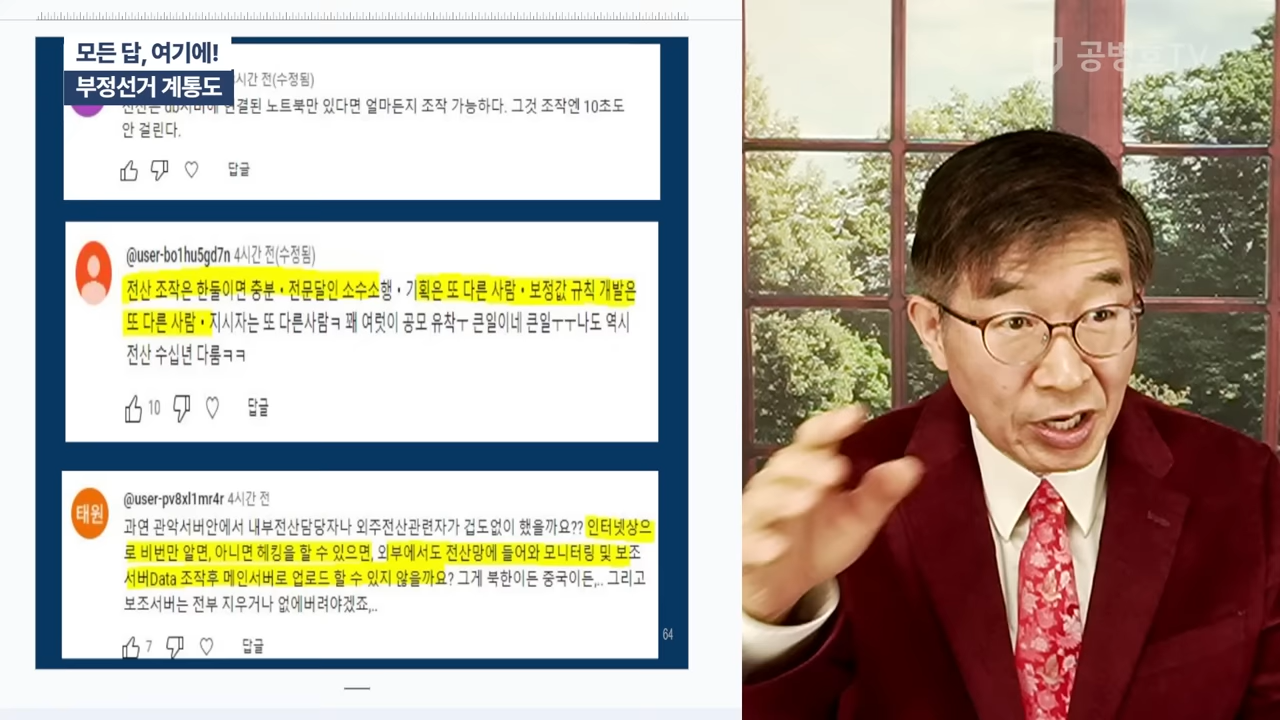 모든 답, 여기에!
부정선거 계통도
시간 전(수정됨)
전산은 db서버에 연결된 노트북만 있다면 얼마든지 조작 가능하다. 그것 조작엔 10초도
안 걸린다.
답글
@user-bo1hu5gd7n 4시간 전(수정됨)
전산 조작은 한들이면 충분·전문달인 소수소행·기획은 또 다른 사람·보정값 규칙 개발은
또 다른 사람·지시자는 또 다른사람ㅋ 꽤 여럿이 공모 유착ㅜ 큰일이네 큰일ㅜㅜ나도 역시
전산 수십년 다룸ㅋㅋ
10 답글
@user-pv8xl1mr4r 4시간 전
태원
과연 관악서버안에서 내부전산담당자나 외주전산관련자가 겁도없이 했을까요?? 인터넷상으
로 비번만 알면, 아니면 헤킹을 할 수 있으면, 외부에서도 전산망에 들어와 모니터링 및 보조
서버Data 조작후 메인서버로 업로드 할 수 있지 않을까요? 그게 북한이든 중국이든,.. 그리고
보조서버는 전부 지우거나 없에버려야겠죠,..
7 답글
64
공병호TV